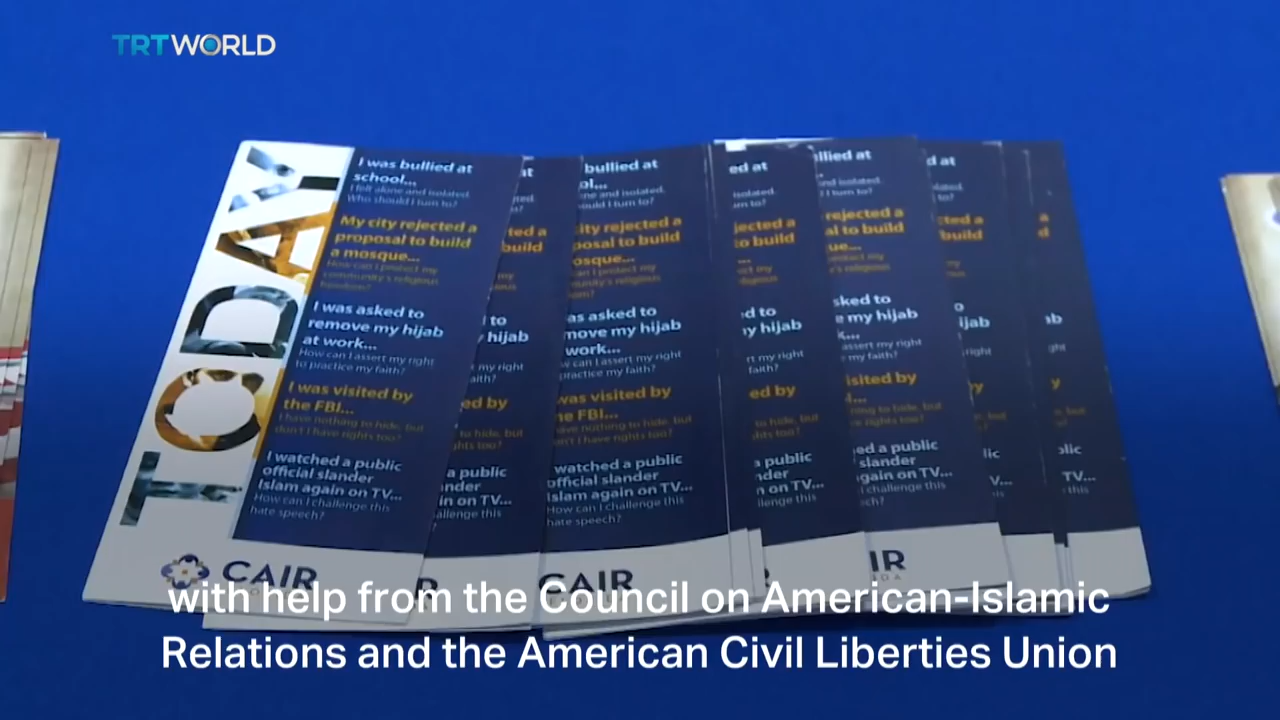 TRT WORLD
TODAY
I was bullied at
school...
I felt alone and isolated.
Who should I turn to?
My city rejected a
proposal to build
a mosque...
How can I protect my
community's religious
freedom?
I was asked to
remove my hijab
at work...
How can I assert my right
to practice my faith?
I was visited by
the FBI...
I have nothing to hide, but
don't I have rights too?
I watched a public
official slander
Islam again on TV...
How can I challenge this
hate speech?
CAIR
with help from the Council on American-Islamic
Relations and the American Civil Liberties Union